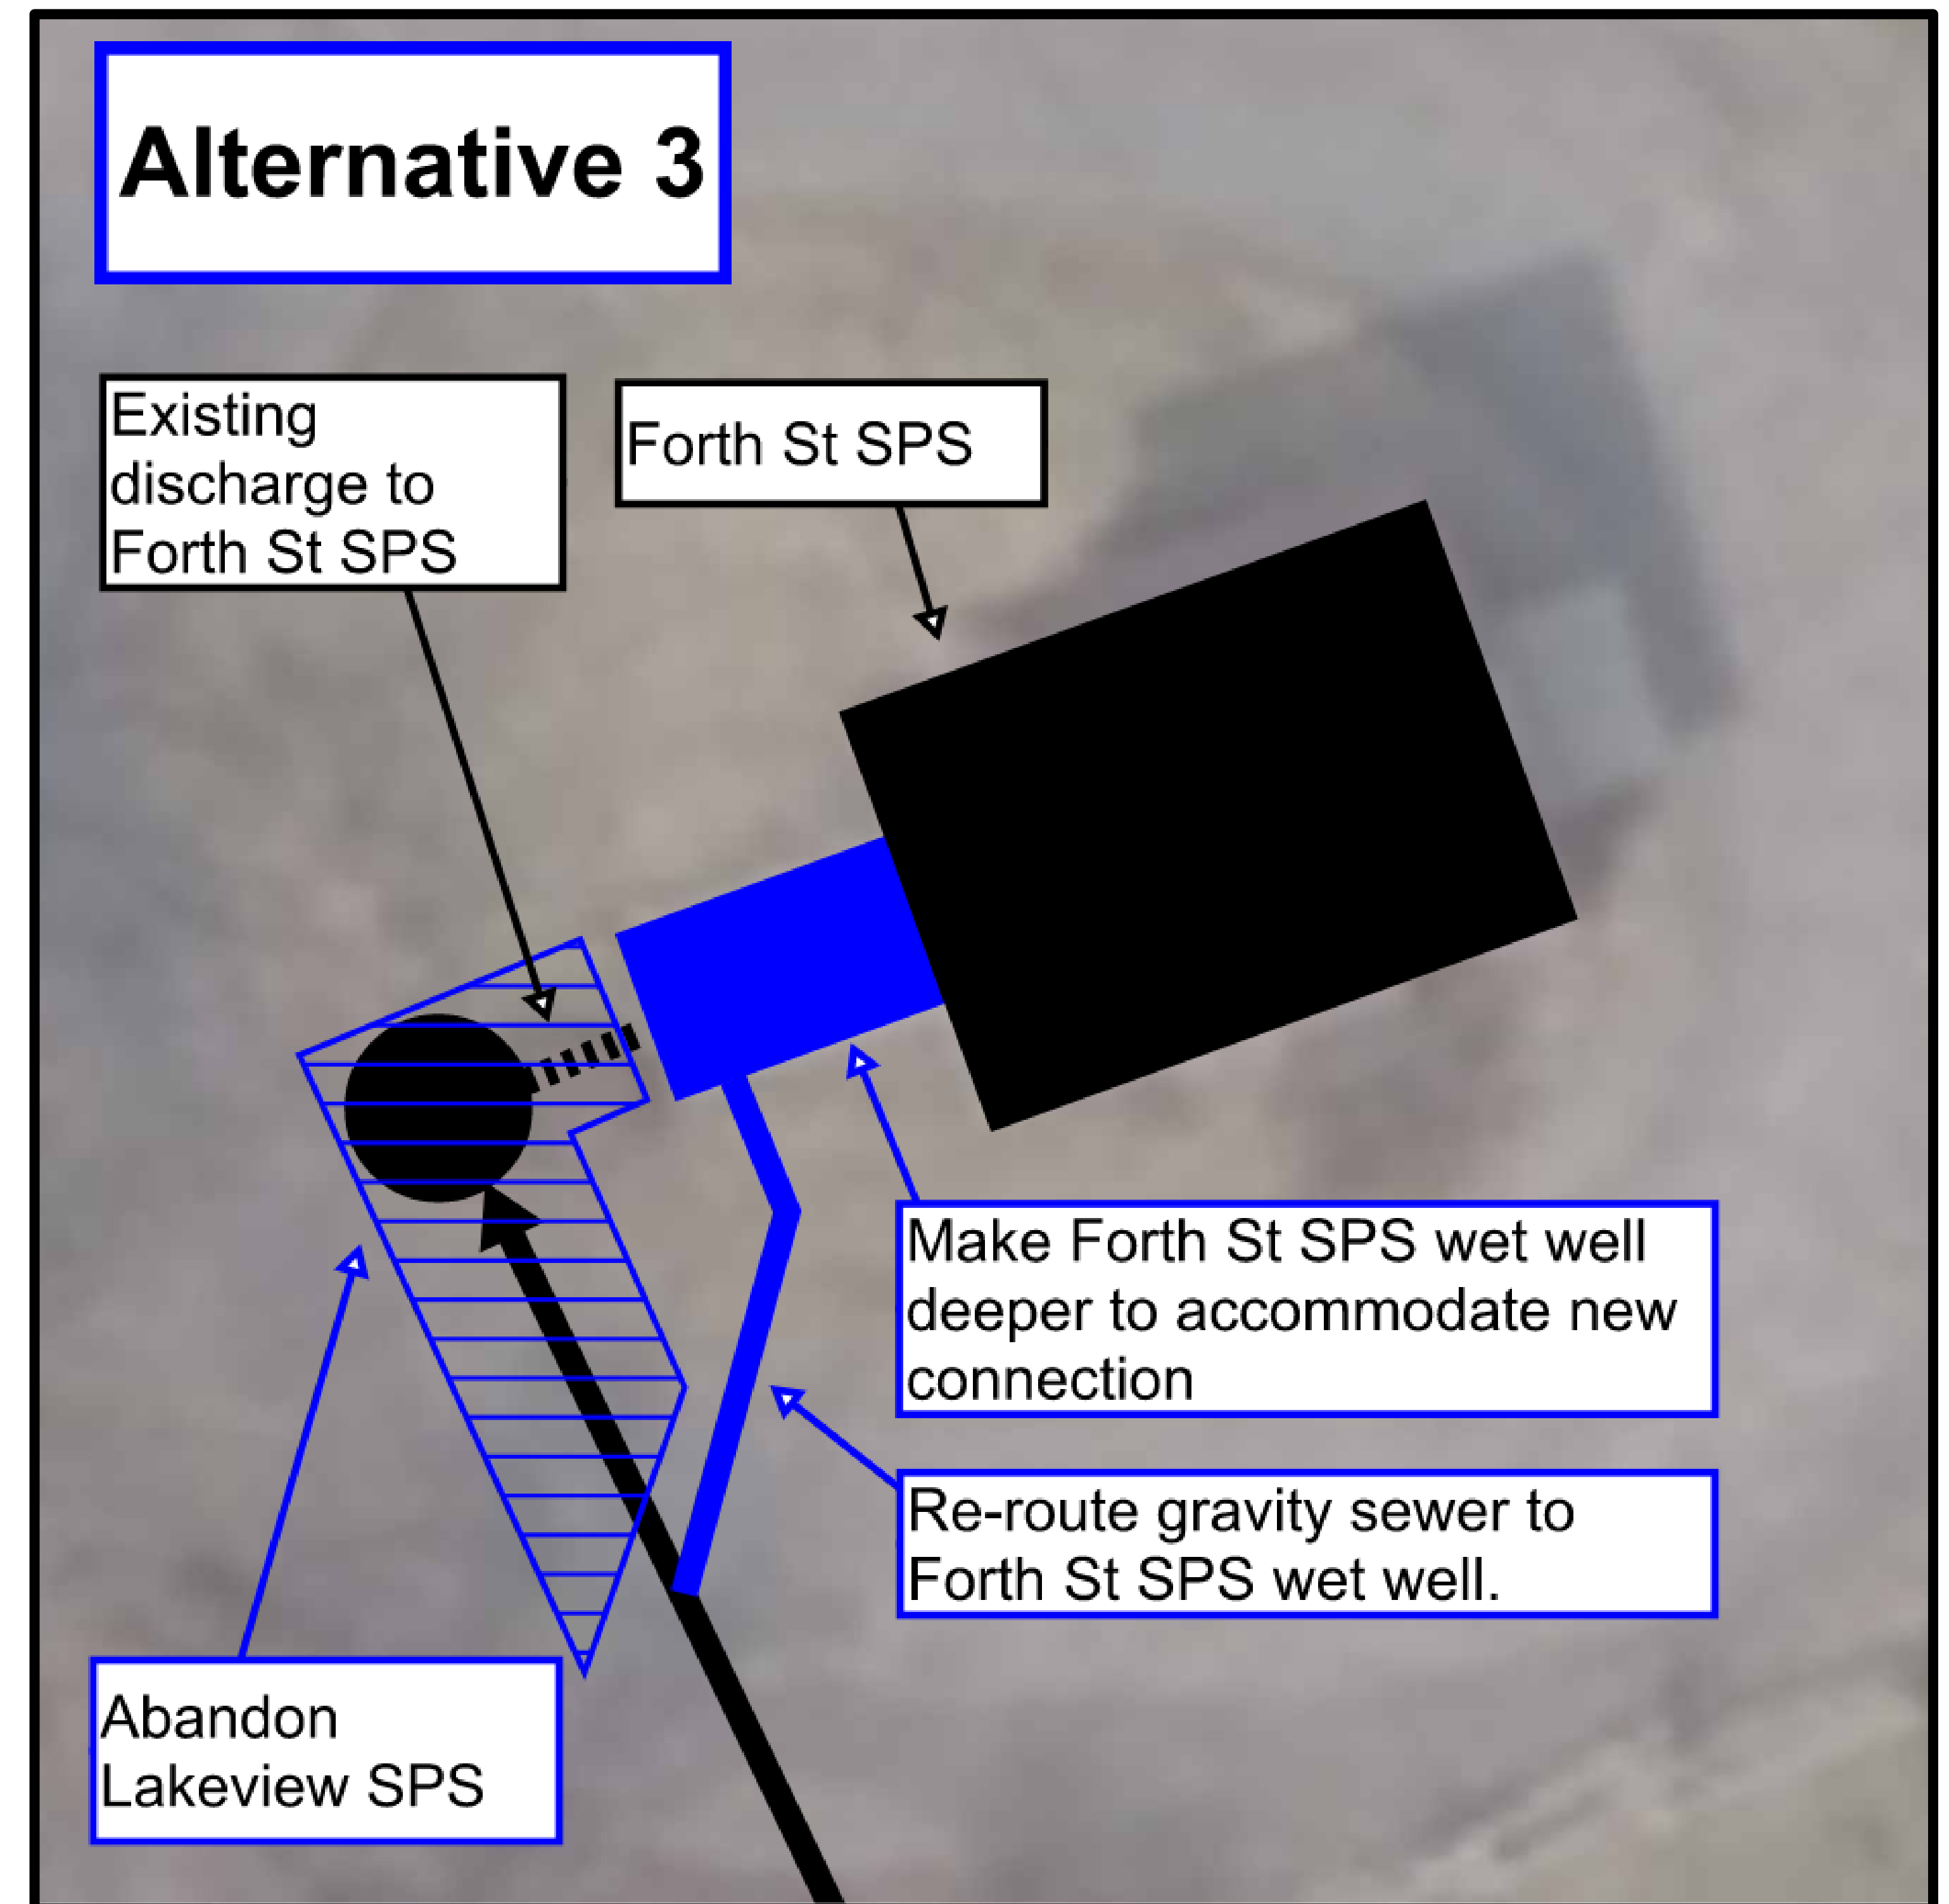 Alternative 3
Existing
discharge to
Forth St SPS
Forth St SPS
Make Forth St SPS wet well
deeper to accommodate new
connection
Re-route gravity sewer to
Forth St SPS wet well.
Abandon
Lakeview SPS